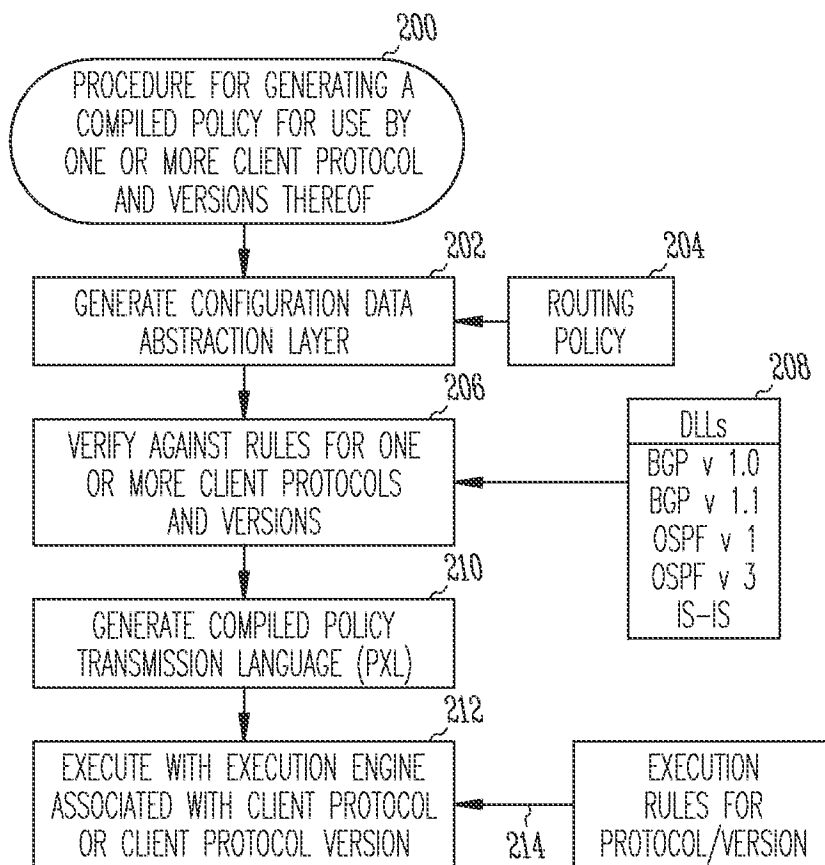 200
PROCEDURE FOR GENERATING A
COMPILED POLICY FOR USE BY
ONE OR MORE CLIENT PROTOCOL
AND VERSIONS THEREOF
202
GENERATE CONFIGURATION DATA
ABSTRACTION LAYER
204
ROUTING
POLICY
206
VERIFY AGAINST RULES FOR ONE
OR MORE CLIENT PROTOCOLS
AND VERSIONS
208
DLLs
BGP v 1.0
BGP v 1.1
OSPF v 1
OSPF v 3
IS-IS
210
GENERATE COMPILED POLICY
TRANSMISSION LANGUAGE (PXL)
212
EXECUTE WITH EXECUTION ENGINE
ASSOCIATED WITH CLIENT PROTOCOL
OR CLIENT PROTOCOL VERSION
214
EXECUTION
RULES FOR
PROTOCOL/VERSION